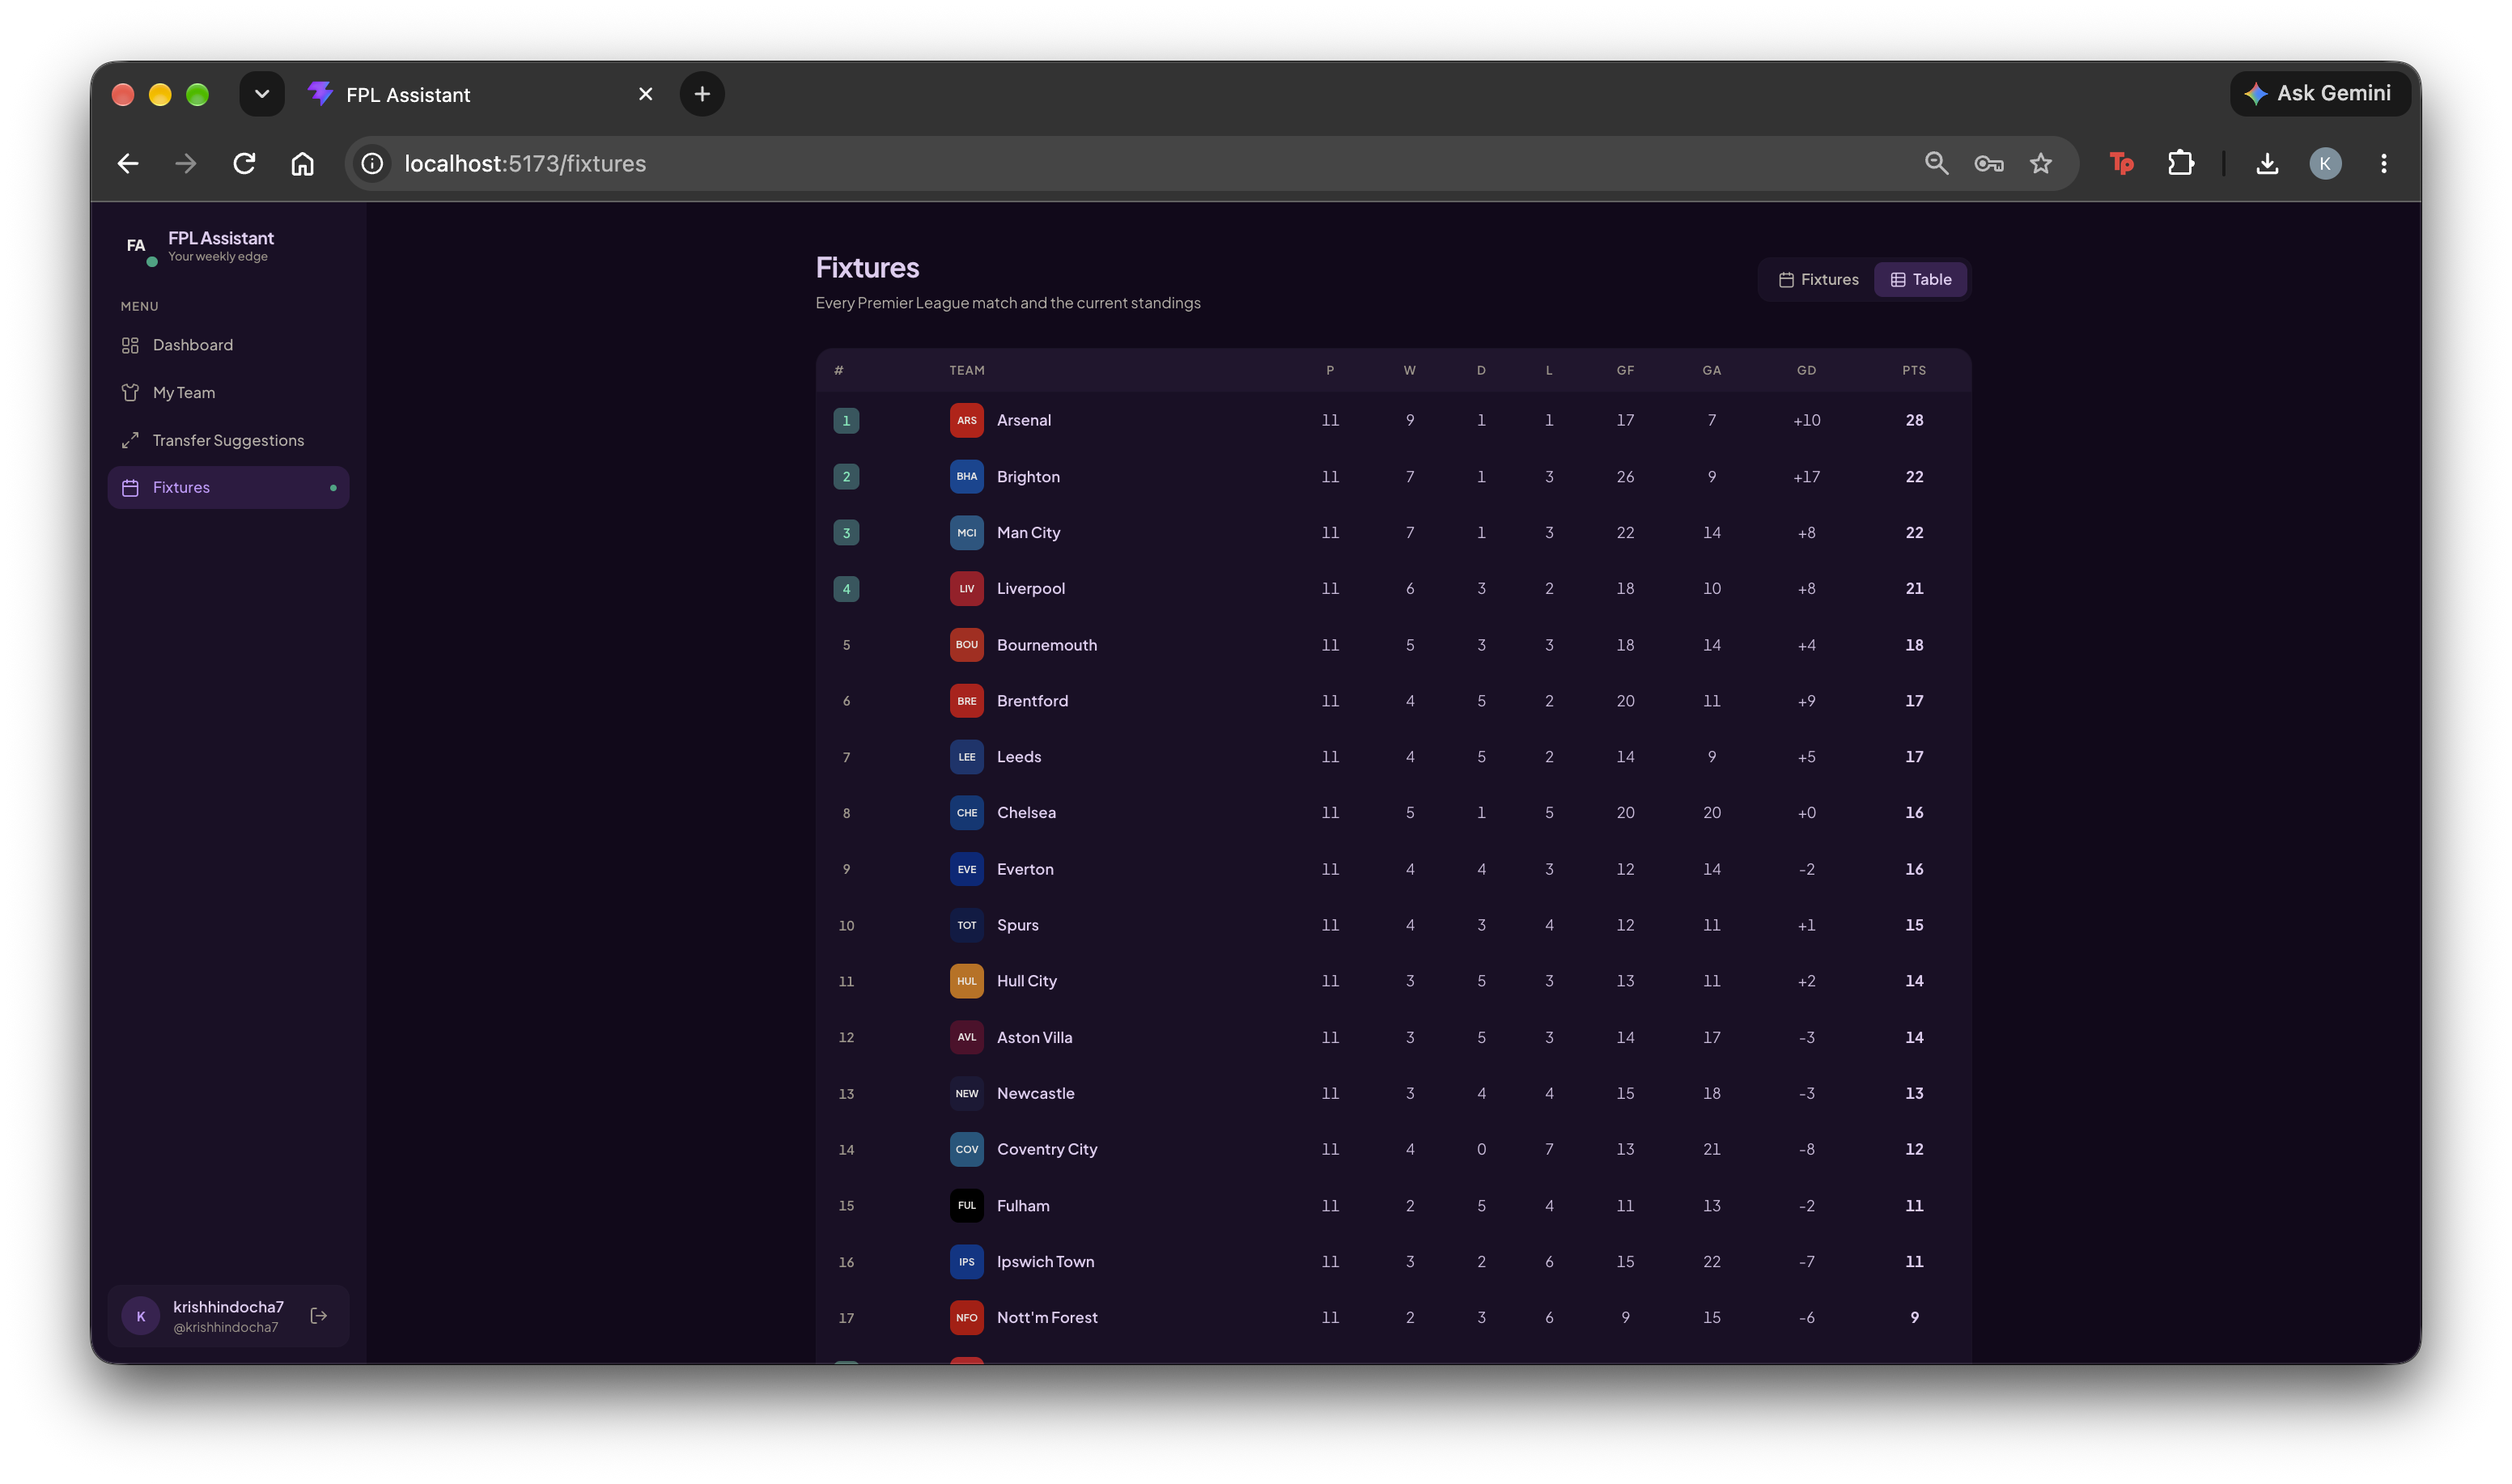 FPL Assistant
Ask Gemini
localhost:5173/fixtures
Tp
K
FA
FPL Assistant
Your weekly edge
MENU
Dashboard
My Team
Transfer Suggestions
Fixtures
krishhindocha7
K
@krishhindocha7
Fixtures
Every Premier League match and the current standings
Fixtures Table
# TEAM P W D L GF GA GD PTS
1 ARS Arsenal 11 9 1 1 17 7 +10 28
2 BHA Brighton 11 7 1 3 26 9 +17 22
3 MCI Man City 11 7 1 3 22 14 +8 22
4 LIV Liverpool 11 6 3 2 18 10 +8 21
5 BOU Bournemouth 11 5 3 3 18 14 +4 18
6 BRE Brentford 11 4 5 2 20 11 +9 17
7 LEE Leeds 11 4 5 2 14 9 +5 17
8 CHE Chelsea 11 5 1 5 20 20 +0 16
9 EVE Everton 11 4 4 3 12 14 -2 16
10 TOT Spurs 11 4 3 4 12 11 +1 15
11 HUL Hull City 11 3 5 3 13 11 +2 14
12 AVL Aston Villa 11 3 5 3 14 17 -3 14
13 NEW Newcastle 11 3 4 4 15 18 -3 13
14 COV Coventry City 11 4 0 7 13 21 -8 12
15 FUL Fulham 11 2 5 4 11 13 -2 11
16 IPS Ipswich Town 11 3 2 6 15 22 -7 11
17 NFO Nott'm Forest 11 2 3 6 9 15 -6 9